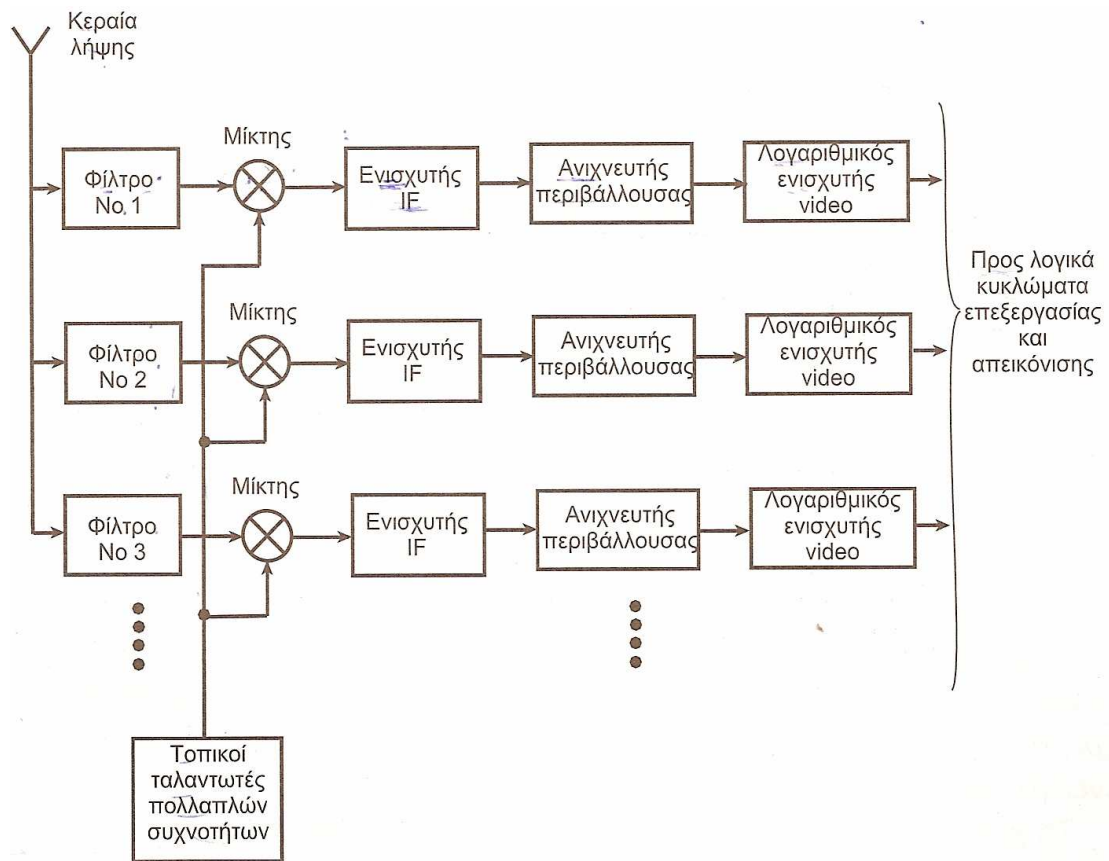 Κεραία
λήψης
Φίλτρο
No. 1
Μίκτης
Ενισχυτής
IF
Ανιχνευτής
περιβάλλουσας
Λογαριθμικός
ενισχυτής
video
Προς λογικά
κυκλώματα
επεξεργασίας
και
απεικόνισης
Φίλτρο
No 2
Μίκτης
Ενισχυτής
IF
Ανιχνευτής
περιβάλλουσας
Λογαριθμικός
ενισχυτής
video
Φίλτρο
No 3
Μίκτης
Ενισχυτής
IF
Ανιχνευτής
περιβάλλουσας
Λογαριθμικός
ενισχυτής
video
Τοπικοί
ταλαντωτές
πολλαπλών
συχνοτήτων